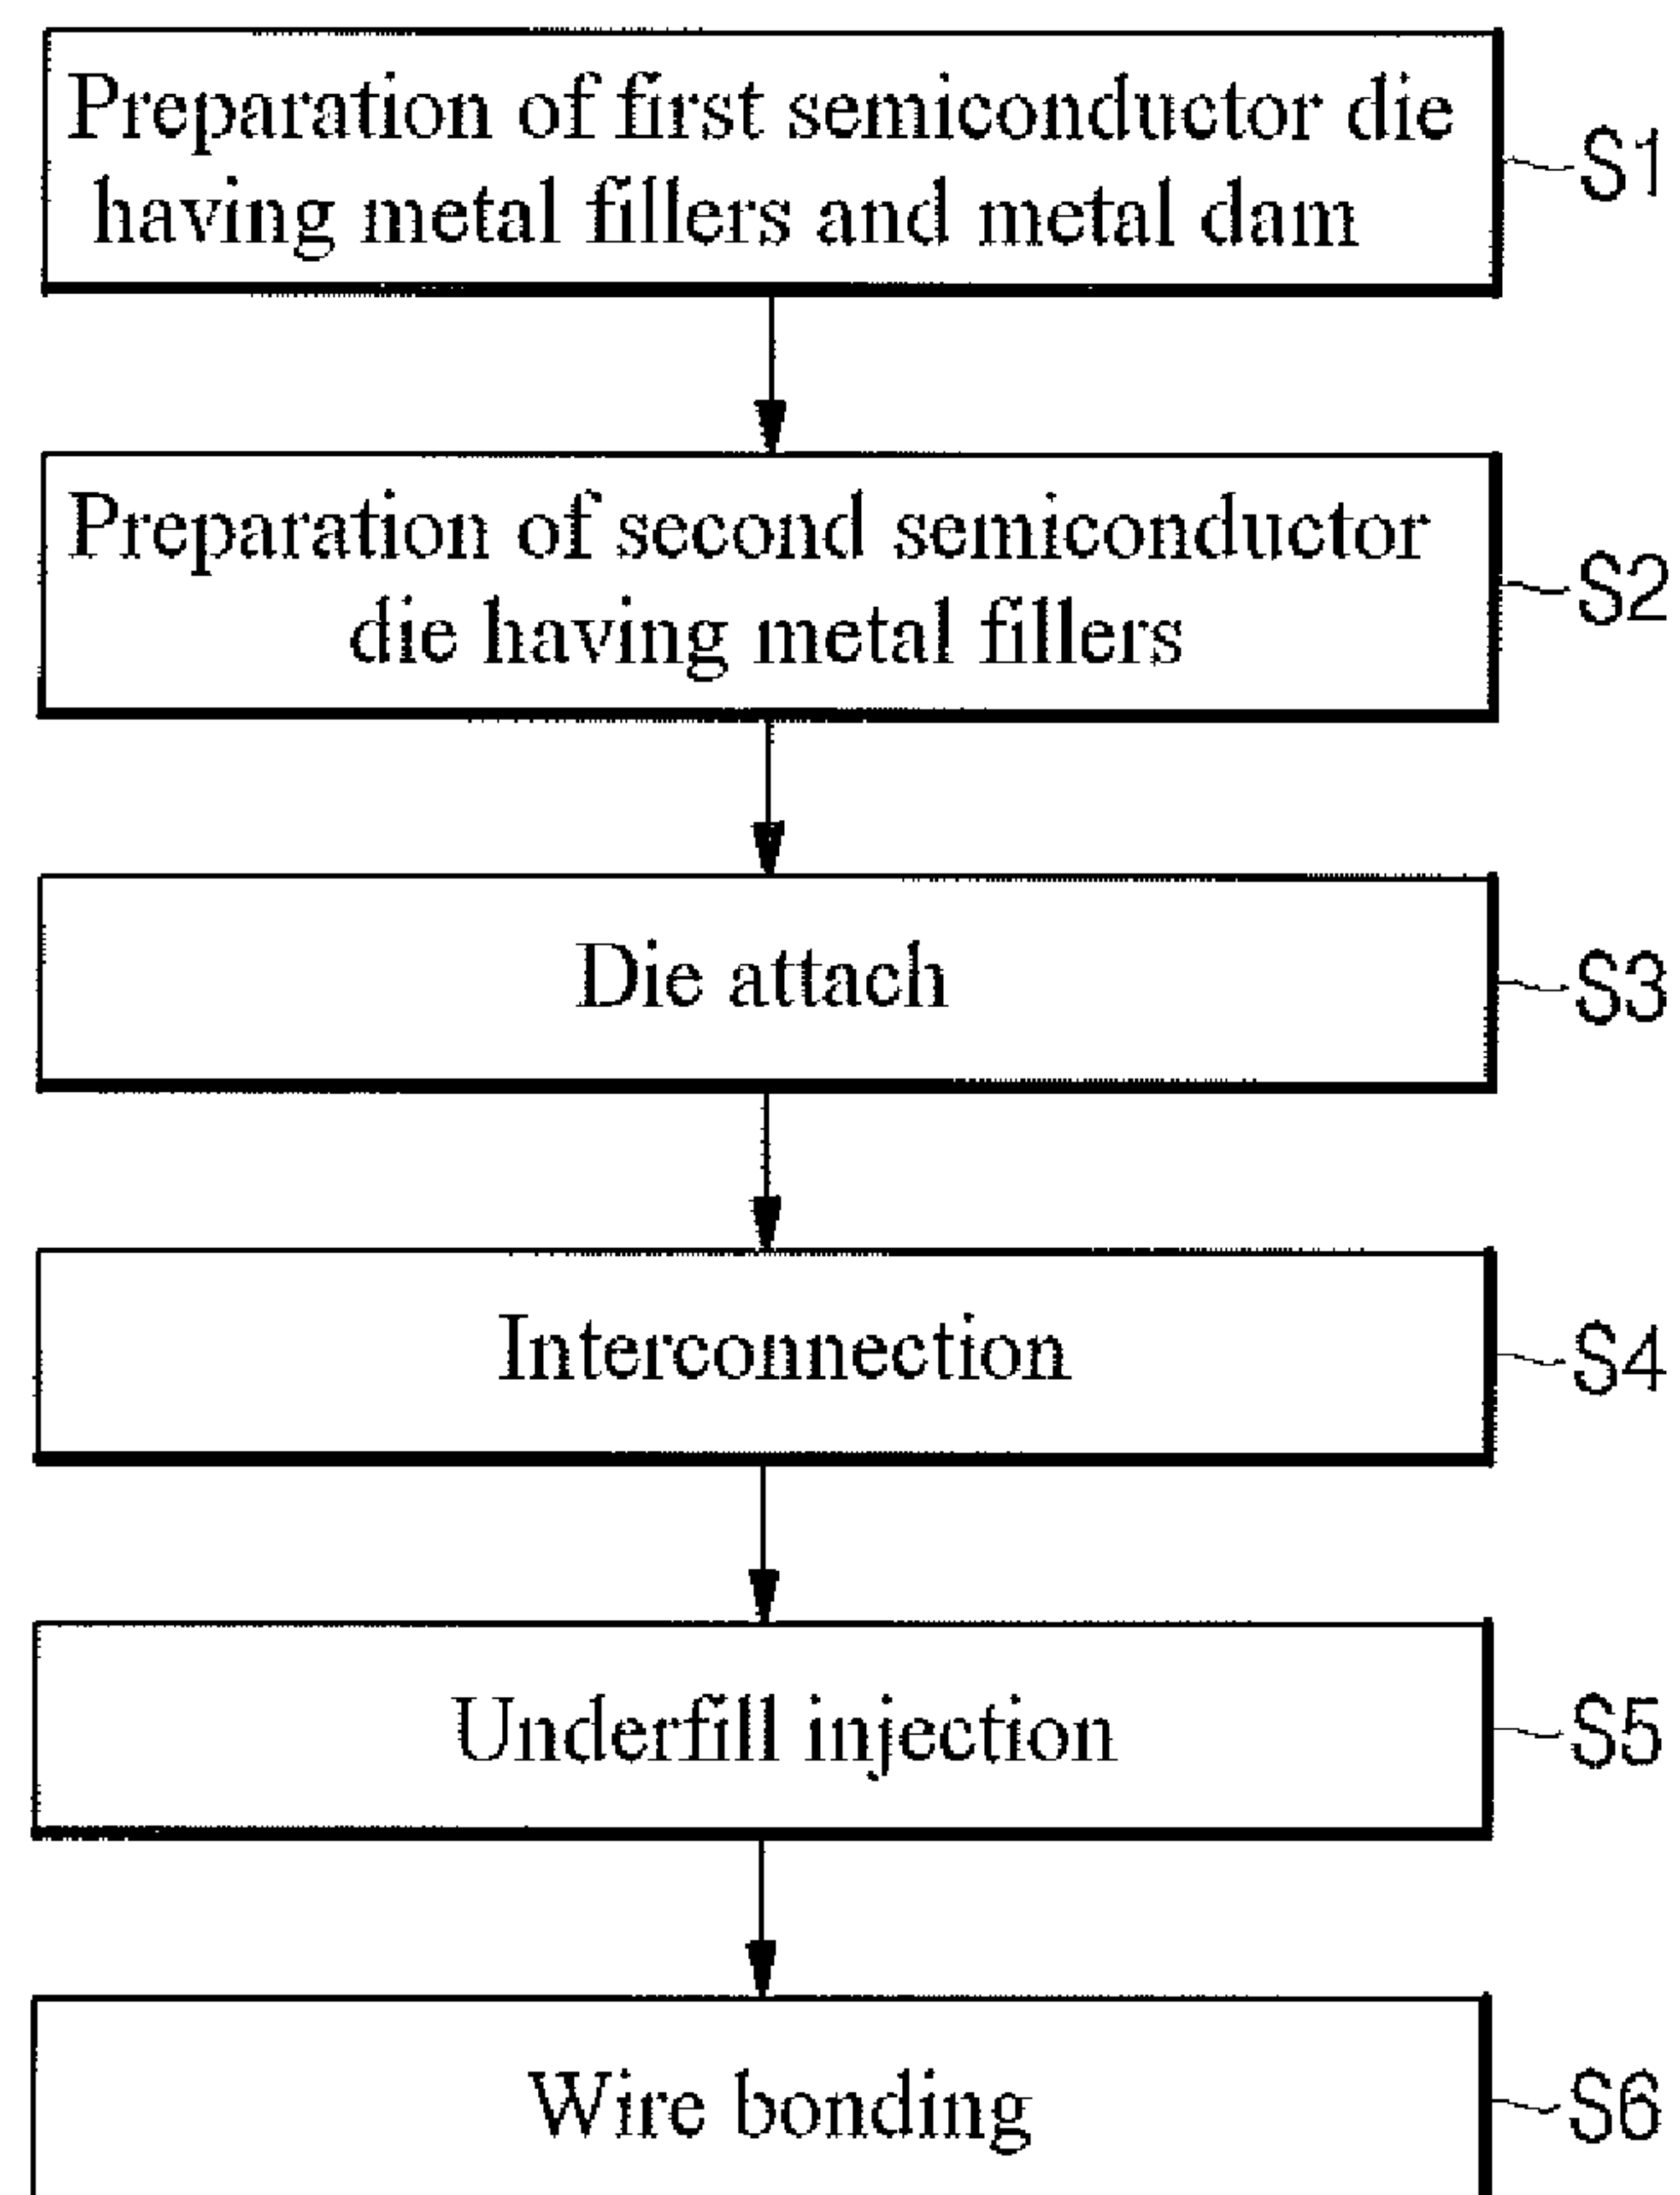 Preparation of first semiconductor die
having metal fillers and metal dam
S1
Preparation of second semiconductor
die having metal fillers
S2
Die attach
S3
Interconnection
S4
Underfill injection
S5
Wire bonding
S6